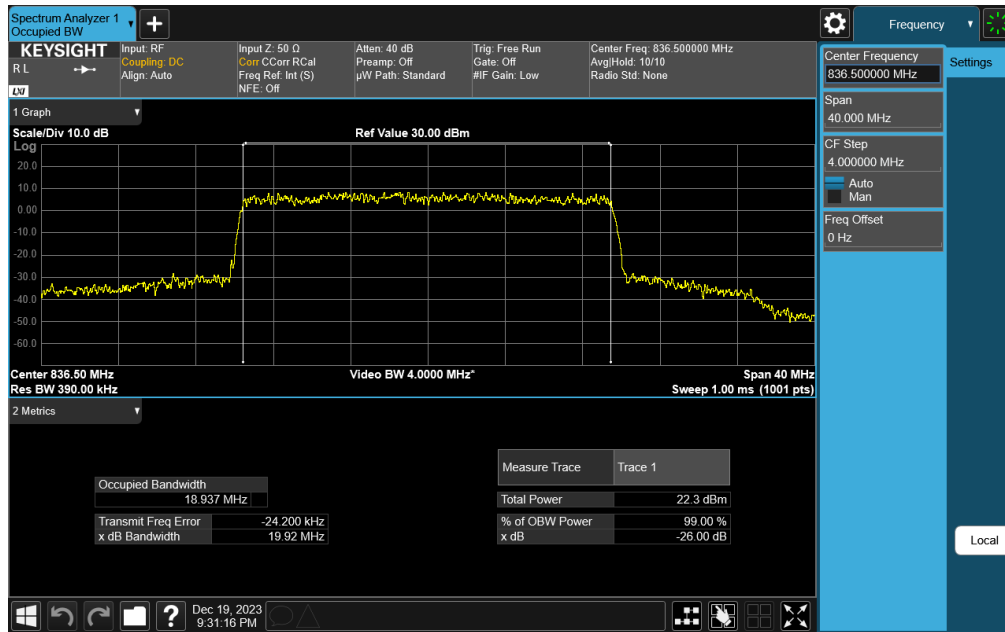 Spectrum Analyzer 1
Occupied BW
Frequency
KEYSIGHT
R L
LXI
Input: RF
Coupling: DC
Align: Auto
Input Z: 50 Ω
Corr CCorr RCal
Freq Ref: Int (S)
NFE: Off
Atten: 40 dB
Preamp: Off
µW Path: Standard
Trig: Free Run
Gate: Off
#IF Gain: Low
Center Freq: 836.500000 MHz
Avg|Hold: 10/10
Radio Std: None
Center Frequency
836.500000 MHz
Settings
Span
40.000 MHz
CF Step
4.000000 MHz
Auto
Man
Freq Offset
0 Hz
Local
1 Graph
Scale/Div 10.0 dB
Ref Value 30.00 dBm
Log
20.0
10.0
0.00
-10.0
-20.0
-30.0
-40.0
-50.0
-60.0
Center 836.50 MHz
Video BW 4.0000 MHz*
Span 40 MHz
Res BW 390.00 kHz
Sweep 1.00 ms (1001 pts)
2 Metrics
Occupied Bandwidth
18.937 MHz
Transmit Freq Error -24.200 kHz
x dB Bandwidth 19.92 MHz
Measure Trace Trace 1
Total Power 22.3 dBm
% of OBW Power 99.00 %
x dB -26.00 dB
?
Dec 19, 2023
9:31:16 PM